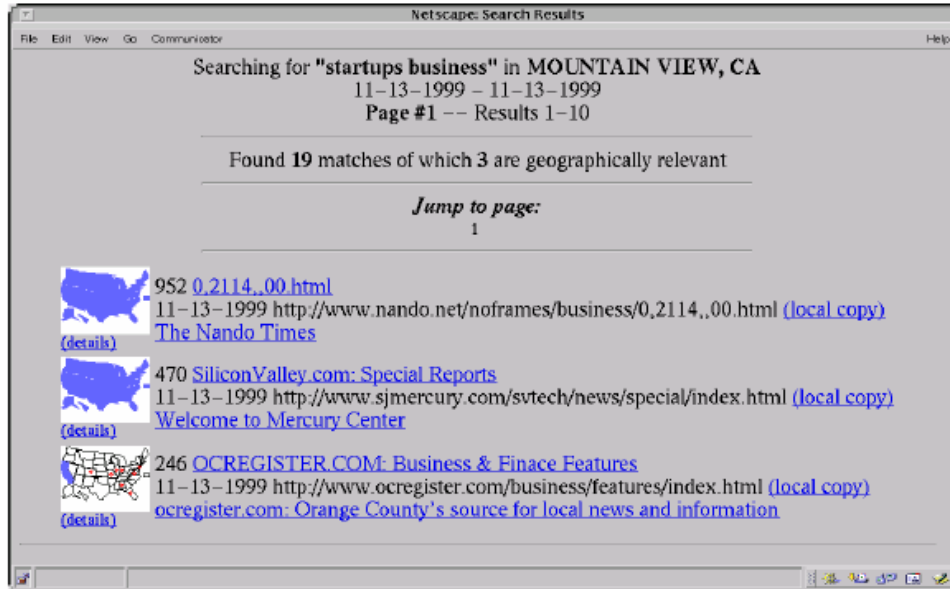 Netscape: Search Results
File Edit View Go Communicator Help
Searching for "startups business" in MOUNTAIN VIEW, CA
11-13-1999 - 11-13-1999
Page #1 -- Results 1-10
Found 19 matches of which 3 are geographically relevant
Jump to page:
1
952 0,2114,,00.html
11-13-1999 http://www.nando.net/noframes/business/0,2114,,00.html (local copy)
The Nando Times
(details)
470 SiliconValley.com: Special Reports
11-13-1999 http://www.sjmercury.com/svtech/news/special/index.html (local copy)
Welcome to Mercury Center
(details)
246 OCREGISTER.COM: Business & Finace Features
11-13-1999 http://www.ocregister.com/business/features/index.html (local copy)
ocregister.com: Orange County's source for local news and information
(details)